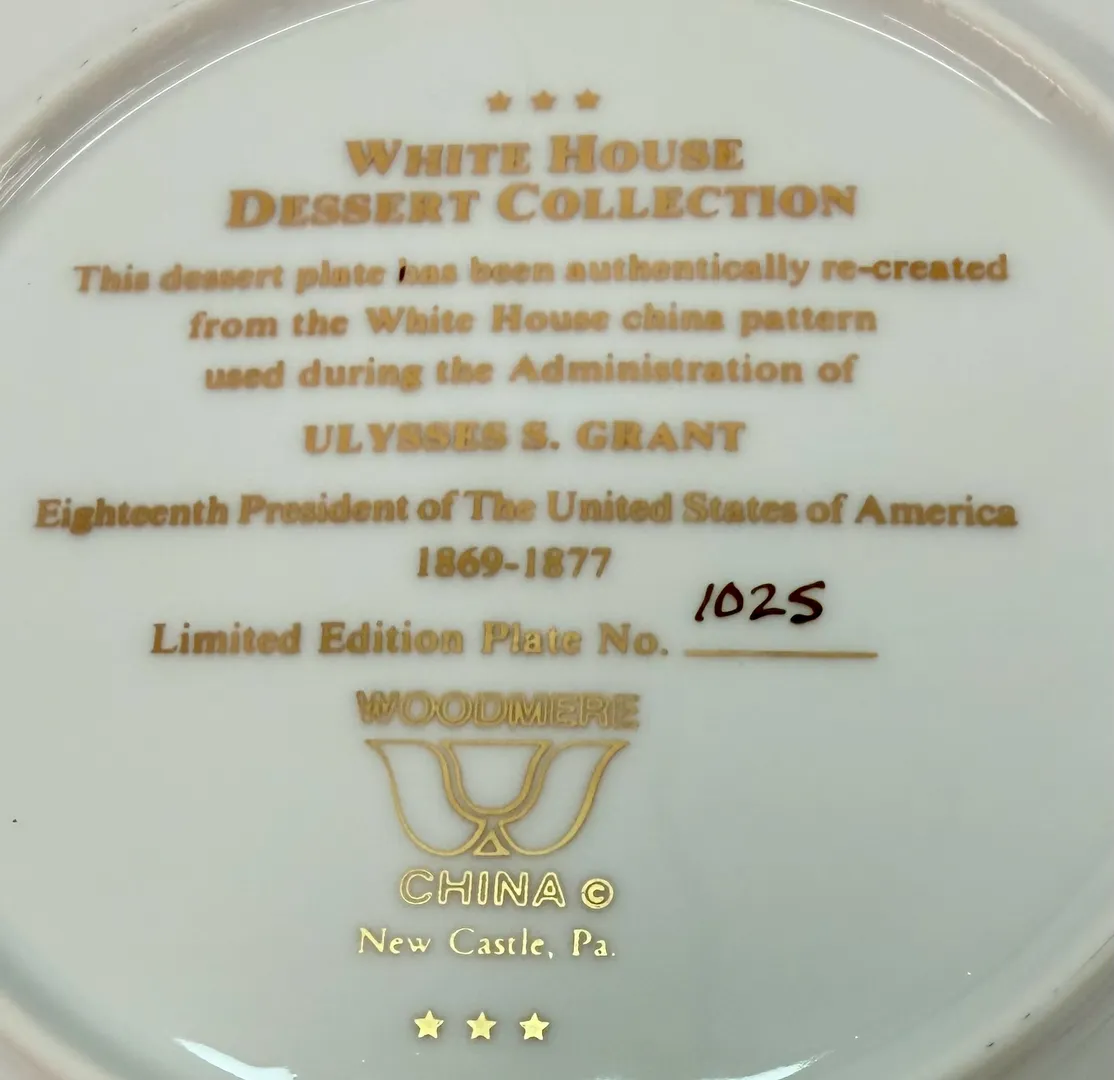 WHITE HOUSE
DESSERT COLLECTION
This dessert plate has been authentically re-created
from the White House china pattern
used during the Administration of
ULYSSES S. GRANT
Eighteenth President of The United States of America
1869-1877
Limited Edition Plate No. 1025
WOODMERE
CHINA ©
New Castle, Pa.